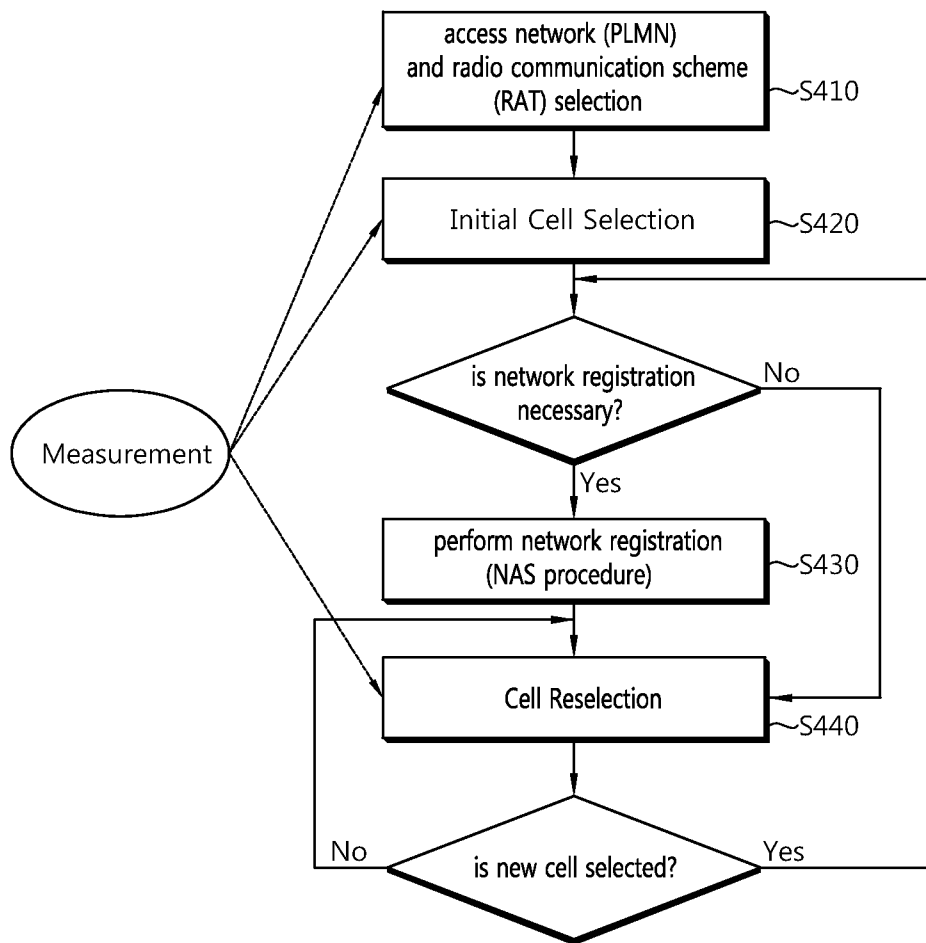 access network (PLMN)
and radio communication scheme
(RAT) selection
S410
Initial Cell Selection
S420
is network registration
necessary?
No
Measurement
Yes
perform network registration
(NAS procedure)
S430
Cell Reselection
S440
No
is new cell selected?
Yes